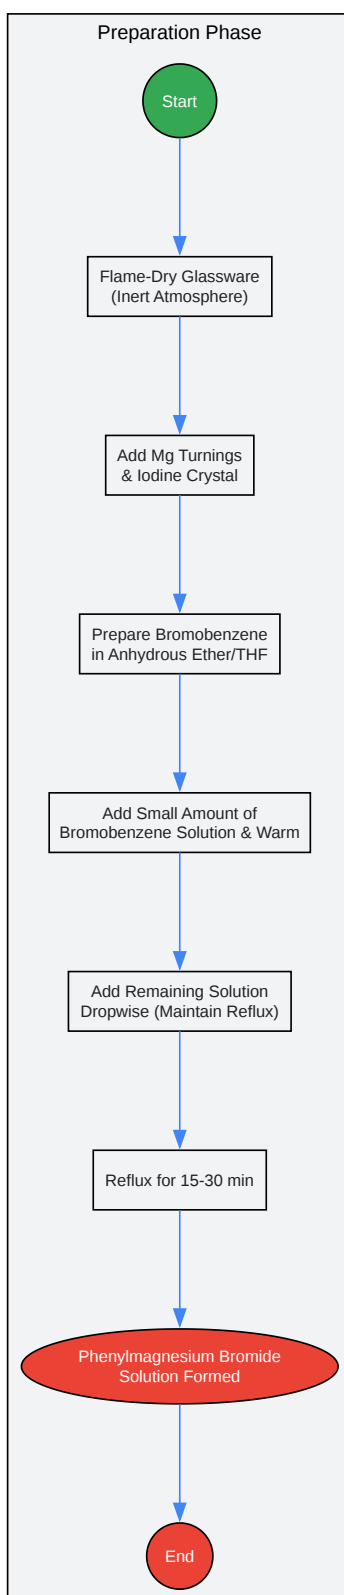 Preparation Phase
Start
Flame-Dry Glassware
(Inert Atmosphere)
Add Mg Turnings
& Iodine Crystal
Prepare Bromobenzene
in Anhydrous Ether/THF
Add Small Amount of
Bromobenzene Solution & Warm
Add Remaining Solution
Dropwise (Maintain Reflux)
Reflux for 15-30 min
Phenylmagnesium Bromide
Solution Formed
End